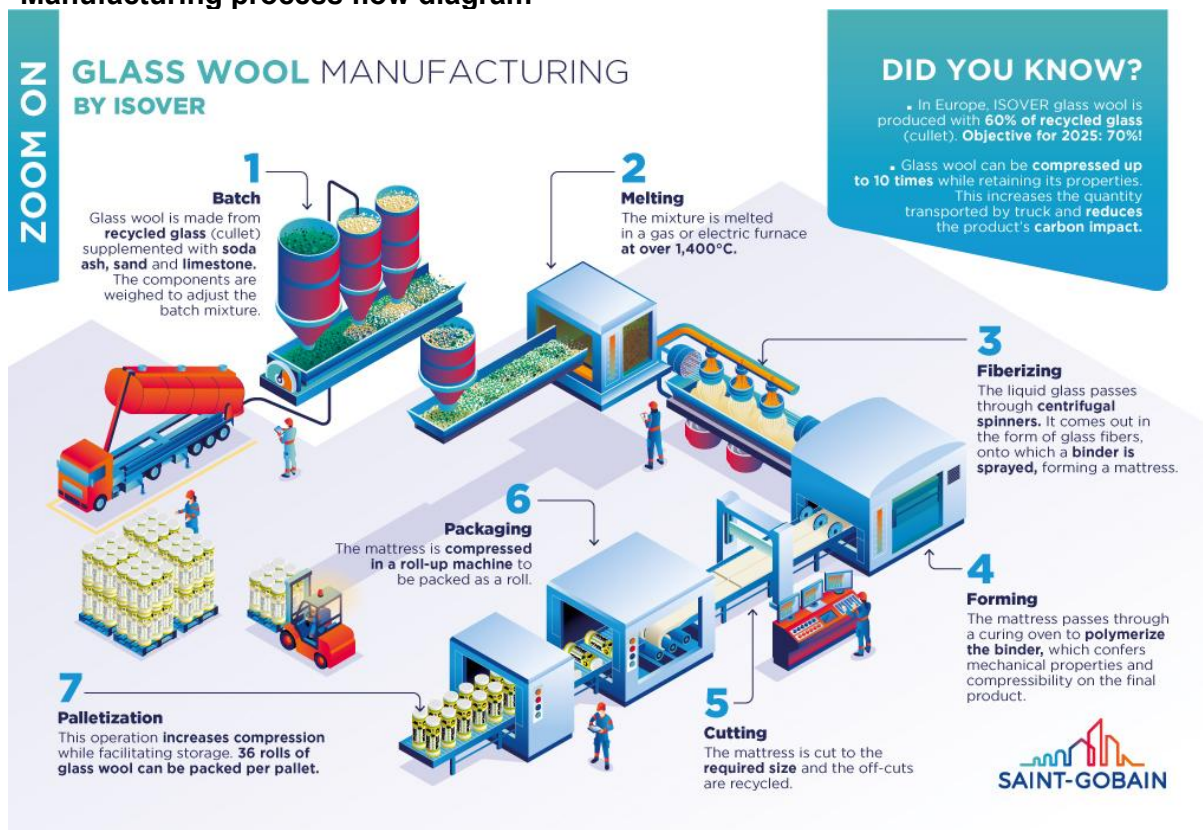 Manufacturing process flow diagram
ZOOM ON
GLASS WOOL MANUFACTURING
BY ISOVER
DID YOU KNOW?
▪ In Europe, ISOVER glass wool is
produced with 60% of recycled glass
(cullet). Objective for 2025: 70%!
▪ Glass wool can be compressed up
to 10 times while retaining its properties.
This increases the quantity
transported by truck and reduces
the product's carbon impact.
1
Batch
Glass wool is made from
recycled glass (cullet)
supplemented with soda
ash, sand and limestone.
The components are
weighed to adjust the
batch mixture.
2
Melting
The mixture is melted
in a gas or electric furnace
at over 1,400°C.
3
Fiberizing
The liquid glass passes
through centrifugal
spinners. It comes out in
the form of glass fibers,
onto which a binder is
sprayed, forming a mattress.
4
Forming
The mattress passes through
a curing oven to polymerize
the binder, which confers
mechanical properties and
compressibility on the final
product.
5
Cutting
The mattress is cut to the
required size and the off-cuts
are recycled.
6
Packaging
The mattress is compressed
in a roll-up machine to
be packed as a roll.
7
Palletization
This operation increases compression
while facilitating storage. 36 rolls of
glass wool can be packed per pallet.
SAINT-GOBAIN